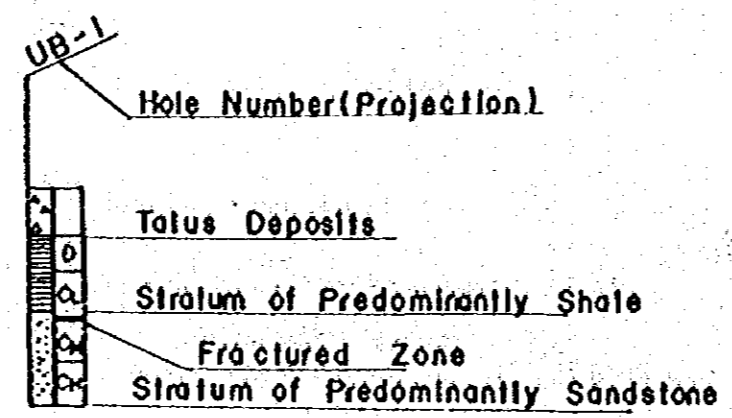 UB-1
Hole Number(Projection)
Talus Deposits
D
Stratum of Predominantly Shale
Fractured Zone
Stratum of Predominantly Sandstone